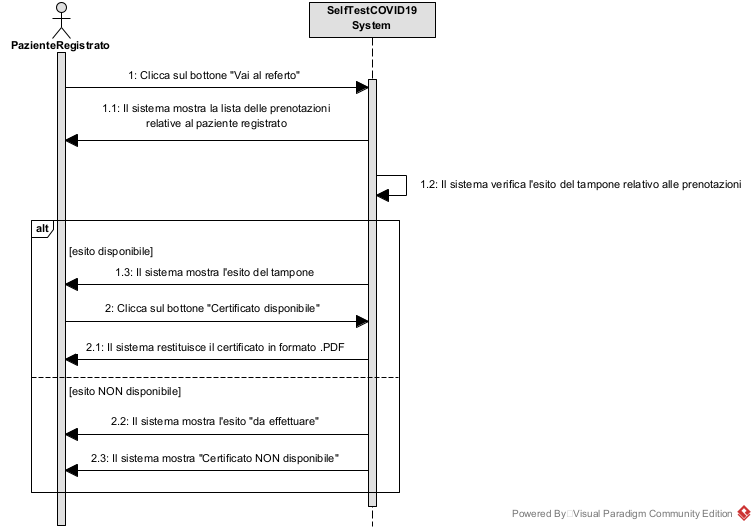 SelfTestCOVID19
System
PazienteRegistrato
1: Clicca sul bottone "Vai al referto"
1.1: Il sistema mostra la lista delle prenotazioni
relative al paziente registrato
1.2: Il sistema verifica l'esito del tampone relativo alle prenotazioni
alt
[esito disponibile]
1.3: Il sistema mostra l'esito del tampone
2: Clicca sul bottone "Certificato disponibile"
2.1: Il sistema restituisce il certificato in formato .PDF
[esito NON disponibile]
2.2: Il sistema mostra l'esito "da effettuare"
2.3: Il sistema mostra "Certificato NON disponibile"
Powered By Visual Paradigm Community Edition